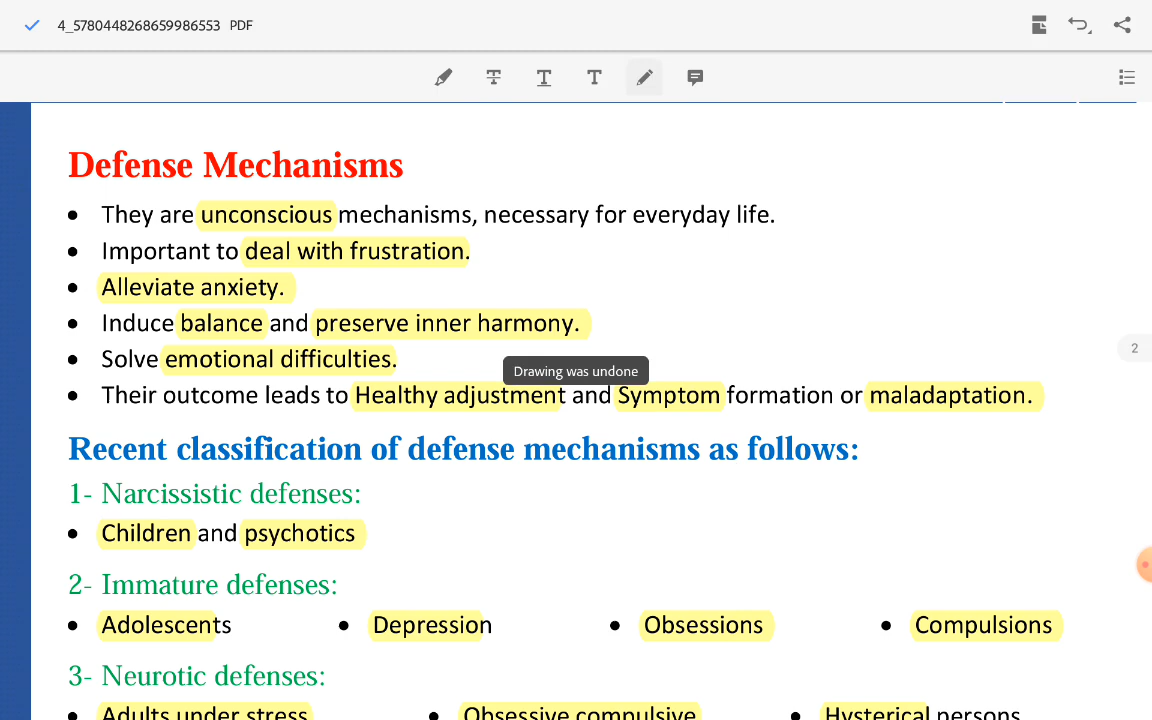 4_5780448268659986553 PDF
Defense Mechanisms
• They are unconscious mechanisms, necessary for everyday life.
• Important to deal with frustration.
• Alleviate anxiety.
• Induce balance and preserve inner harmony.
2
• Solve emotional difficulties.
Drawing was undone
• Their outcome leads to Healthy adjustment and Symptom formation or maladaptation.
Recent classification of defense mechanisms as follows:
1- Narcissistic defenses:
• Children and psychotics
2- Immature defenses:
• Adolescents • Depression • Obsessions • Compulsions
3- Neurotic defenses:
• Adults under stress • Obsessive compulsive • Hysterical persons